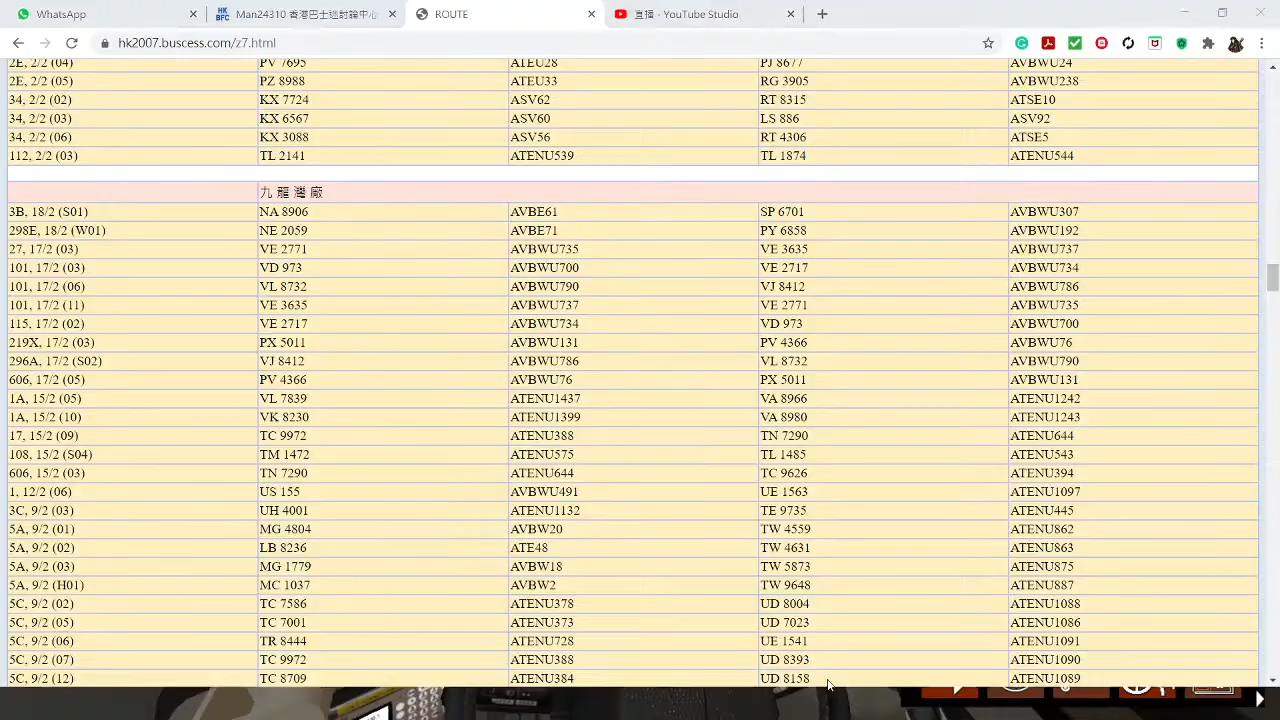 WhatsApp
HK BFC Man24310 香港巴士迷討論中心
ROUTE
直播 - YouTube Studio
hk2007.buscess.com/z7.html
2E, 2/2 (04) PV 7695 ATEU28 PJ 8677 AVBWU24
2E, 2/2 (05) PZ 8988 ATEU33 RG 3905 AVBWU238
34, 2/2 (02) KX 7724 ASV62 RT 8315 ATSE10
34, 2/2 (03) KX 6567 ASV60 LS 886 ASV92
34, 2/2 (06) KX 3088 ASV56 RT 4306 ATSE5
112, 2/2 (03) TL 2141 ATENU539 TL 1874 ATENU544
九 龍 灣 廠
3B, 18/2 (S01) NA 8906 AVBE61 SP 6701 AVBWU307
298E, 18/2 (W01) NE 2059 AVBE71 PY 6858 AVBWU192
27, 17/2 (03) VE 2771 AVBWU735 VE 3635 AVBWU737
101, 17/2 (03) VD 973 AVBWU700 VE 2717 AVBWU734
101, 17/2 (06) VL 8732 AVBWU790 VJ 8412 AVBWU786
101, 17/2 (11) VE 3635 AVBWU737 VE 2771 AVBWU735
115, 17/2 (02) VE 2717 AVBWU734 VD 973 AVBWU700
219X, 17/2 (03) PX 5011 AVBWU131 PV 4366 AVBWU76
296A, 17/2 (S02) VJ 8412 AVBWU786 VL 8732 AVBWU790
606, 17/2 (05) PV 4366 AVBWU76 PX 5011 AVBWU131
1A, 15/2 (05) VL 7839 ATENU1437 VA 8966 ATENU1242
1A, 15/2 (10) VK 8230 ATENU1399 VA 8980 ATENU1243
17, 15/2 (09) TC 9972 ATENU388 TN 7290 ATENU644
108, 15/2 (S04) TM 1472 ATENU575 TL 1485 ATENU543
606, 15/2 (03) TN 7290 ATENU644 TC 9626 ATENU394
1, 12/2 (06) US 155 AVBWU491 UE 1563 ATENU1097
3C, 9/2 (03) UH 4001 ATENU1132 TE 9735 ATENU445
5A, 9/2 (01) MG 4804 AVBW20 TW 4559 ATENU862
5A, 9/2 (02) LB 8236 ATE48 TW 4631 ATENU863
5A, 9/2 (03) MG 1779 AVBW18 TW 5873 ATENU875
5A, 9/2 (H01) MC 1037 AVBW2 TW 9648 ATENU887
5C, 9/2 (02) TC 7586 ATENU378 UD 8004 ATENU1088
5C, 9/2 (05) TC 7001 ATENU373 UD 7023 ATENU1086
5C, 9/2 (06) TR 8444 ATENU728 UE 1541 ATENU1091
5C, 9/2 (07) TC 9972 ATENU388 UD 8393 ATENU1090
5C, 9/2 (12) TC 8709 ATENU384 UD 8158 ATENU1089